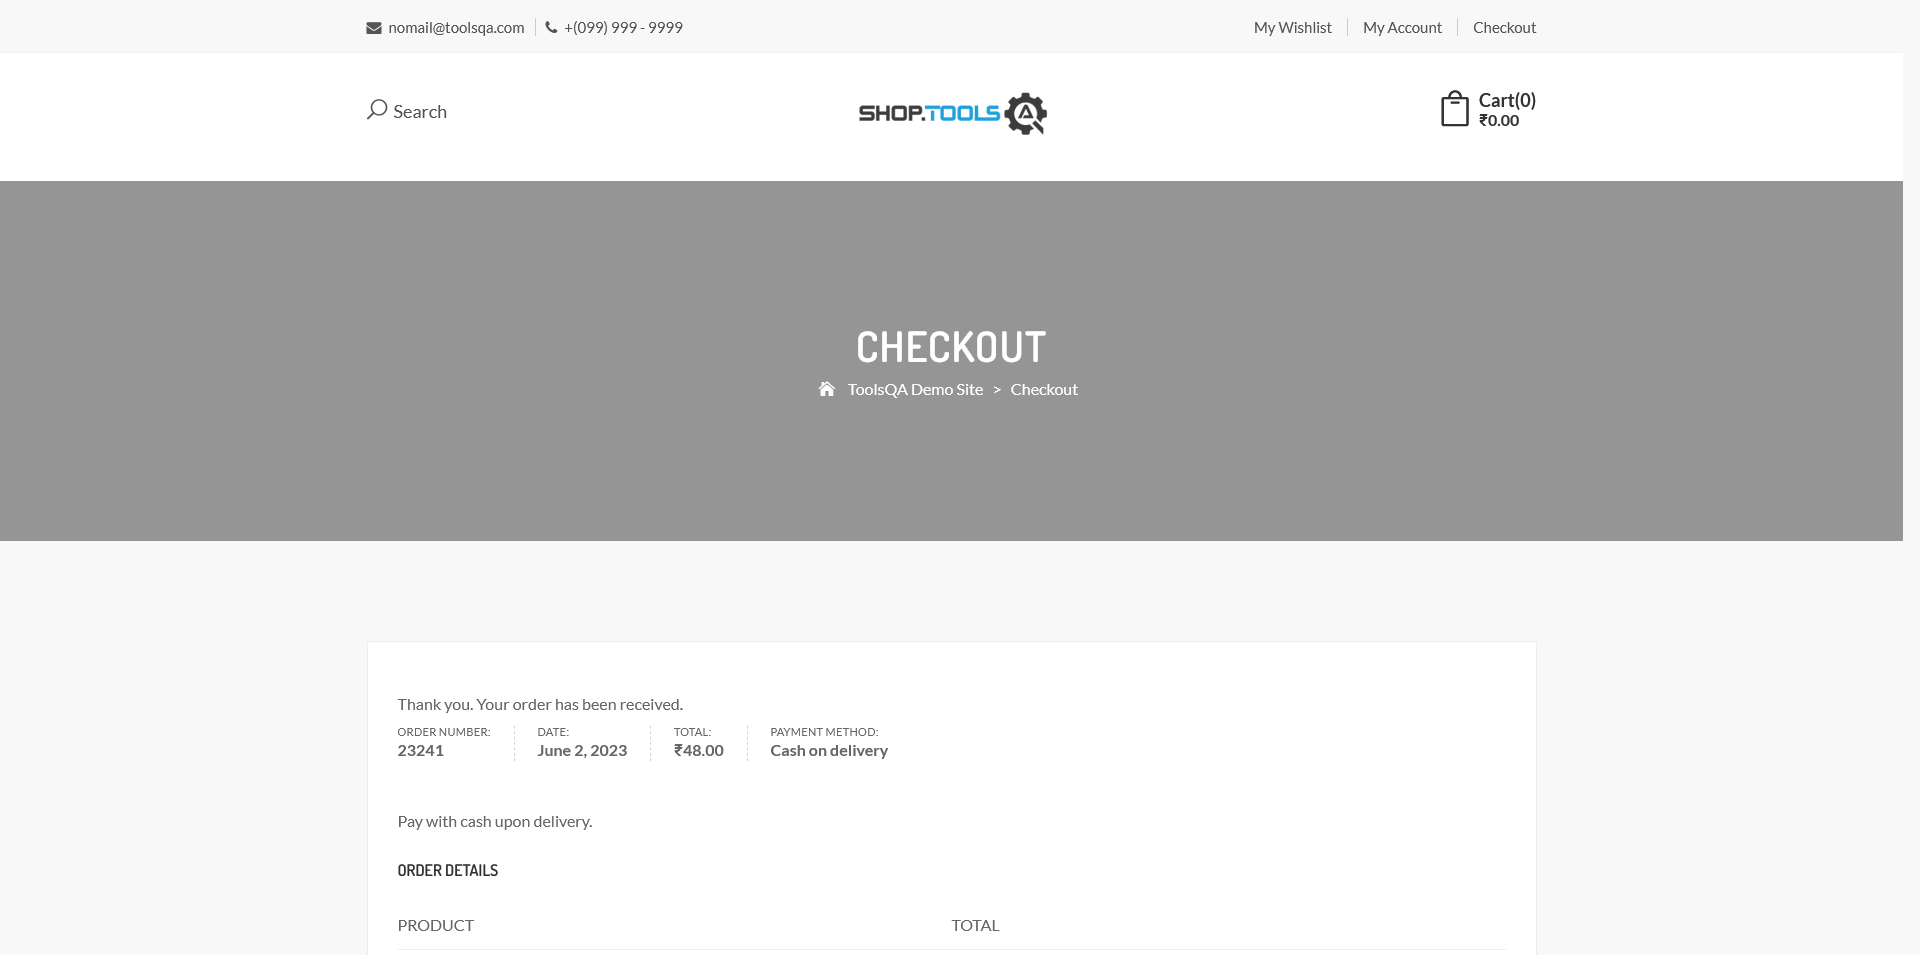 nomail@toolsqa.com +(099) 999 - 9999 My Wishlist My Account Checkout
Search SHOP.TOOLS QA Cart(0)
₹0.00
CHECKOUT
ToolsQA Demo Site > Checkout
Thank you. Your order has been received.
ORDER NUMBER: DATE: TOTAL: PAYMENT METHOD:
23241 June 2, 2023 ₹48.00 Cash on delivery
Pay with cash upon delivery.
ORDER DETAILS
PRODUCT TOTAL